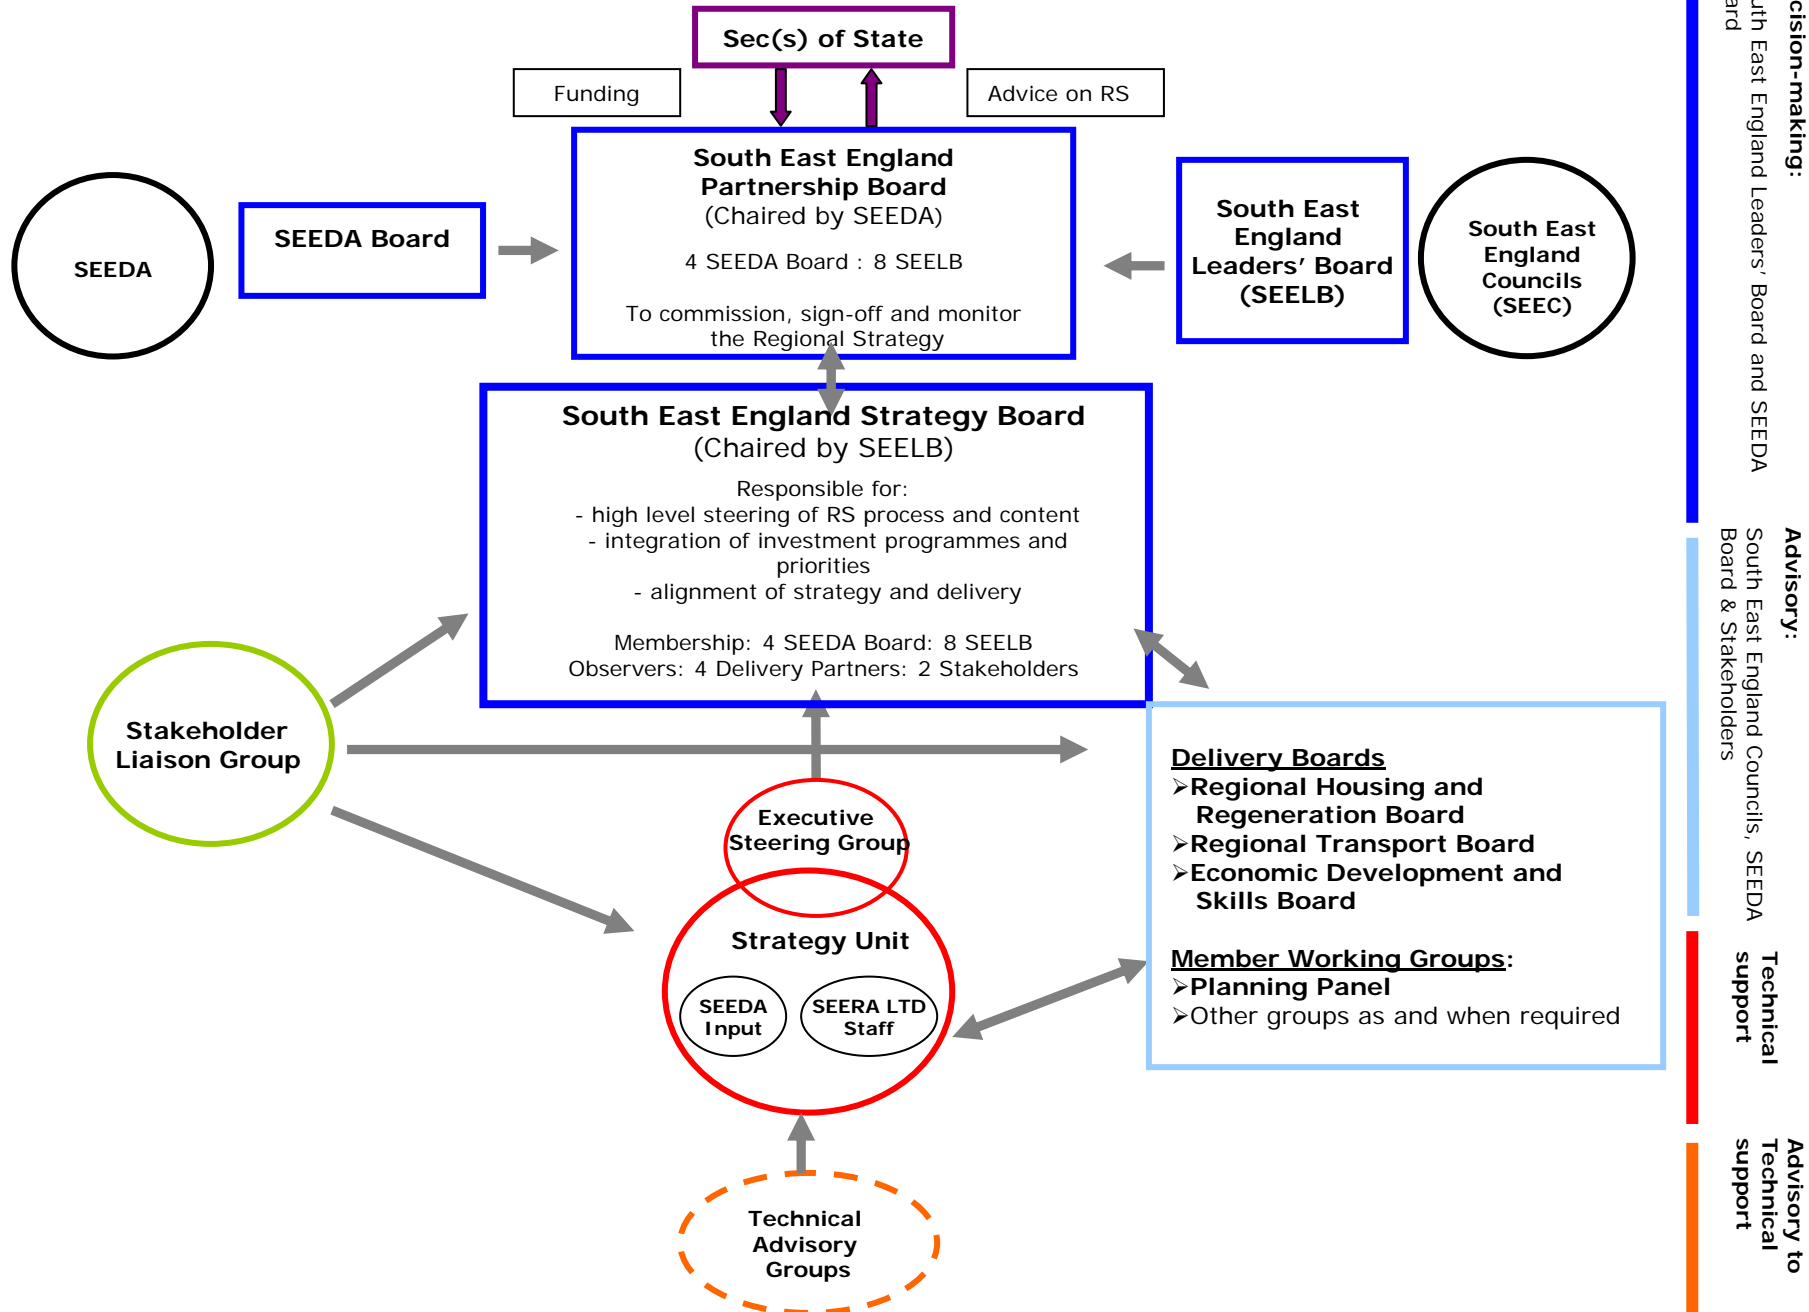 Sec(s) of State
Funding
Advice on RS
South East England
Partnership Board
(Chaired by SEEDA)
4 SEEDA Board : 8 SEELB
To commission, sign-off and monitor
the Regional Strategy
SEEDA
SEEDA Board
South East
England
Leaders’ Board
(SEELB)
South East
England
Councils
(SEEC)
South East England Strategy Board
(Chaired by SEELB)
Responsible for:
- high level steering of RS process and content
- integration of investment programmes and
priorities
- alignment of strategy and delivery
Membership: 4 SEEDA Board: 8 SEELB
Observers: 4 Delivery Partners: 2 Stakeholders
Stakeholder
Liaison Group
Executive
Steering Group
Strategy Unit
SEEDA
Input
SEERA LTD
Staff
Technical
Advisory
Groups
Delivery Boards
➢Regional Housing and
Regeneration Board
➢Regional Transport Board
➢Economic Development and
Skills Board
Member Working Groups:
➢Planning Panel
➢Other groups as and when required
cision-making:
uth East England Leaders’ Board and SEEDA
ard
Advisory:
South East England Councils, SEEDA
Board & Stakeholders
Technical
support
Advisory to
Technical
support